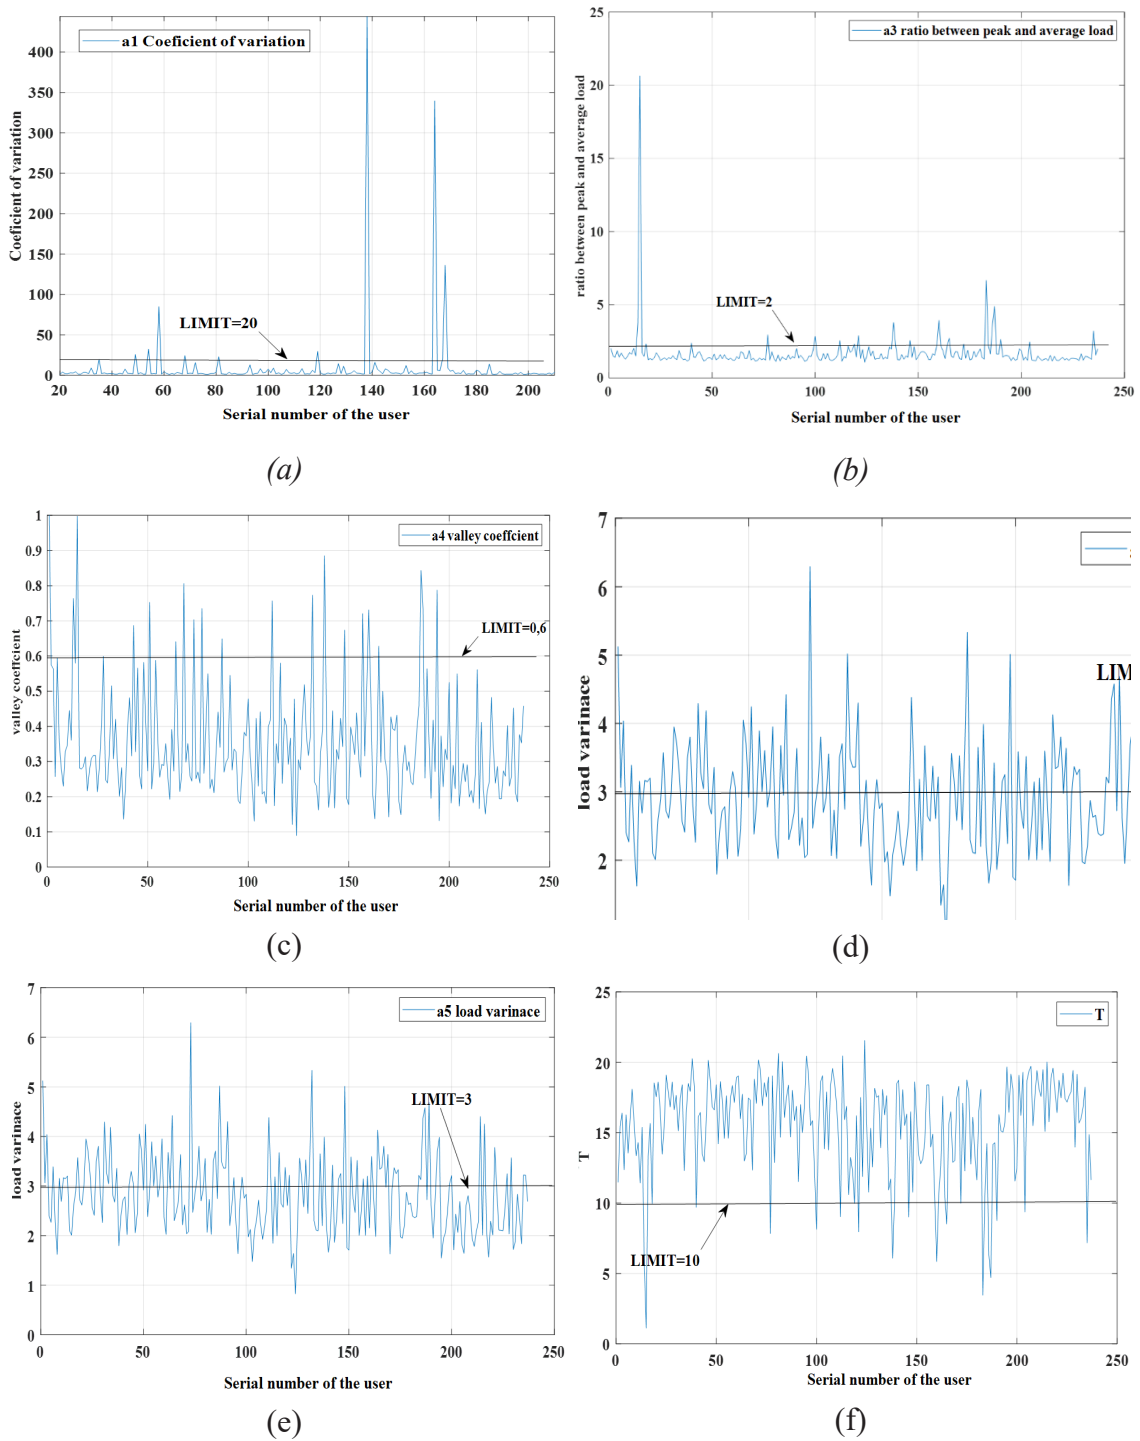 a1 Coeficient of variation
400
350
300
250
200
150
100
50
0
Coeficient of variation
LIMIT=20
20 40 60 80 100 120 140 160 180 200
Serial number of the user
(a)
a3 ratio between peak and average load
25
20
15
10
5
0
ratio between peak and average load
LIMIT=2
0 50 100 150 200 250
Serial number of the user
(b)
a4 valley coeffcient
1
0.9
0.8
0.7
0.6
0.5
0.4
0.3
0.2
0.1
0
valley coefficient
LIMIT=0,6
0 50 100 150 200 250
Serial number of the user
(c)
7
6
5
4
3
2
load varinace
LIM
(d)
a5 load varinace
7
6
5
4
3
2
1
0
load varinace
LIMIT=3
0 50 100 150 200 250
Serial number of the user
(e)
T
25
20
15
10
5
0
T
LIMIT=10
0 50 100 150 200 250
Serial number of the user
(f)